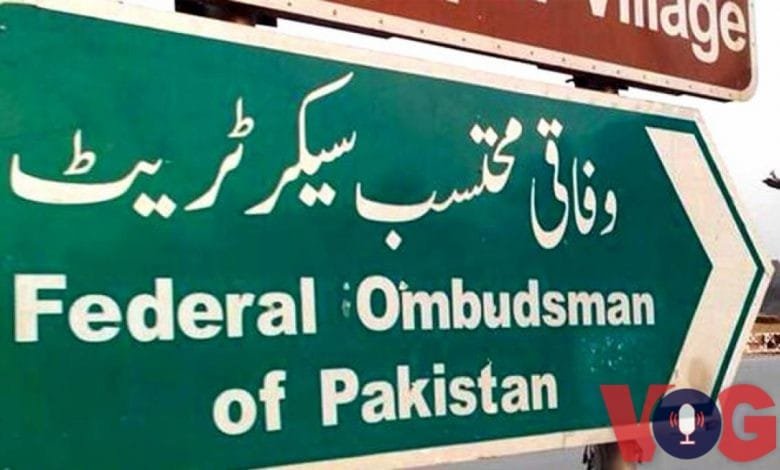 Village
وفاقی محتسب سیکرٹریٹ
Federal Ombudsman
of Pakistan
VOG